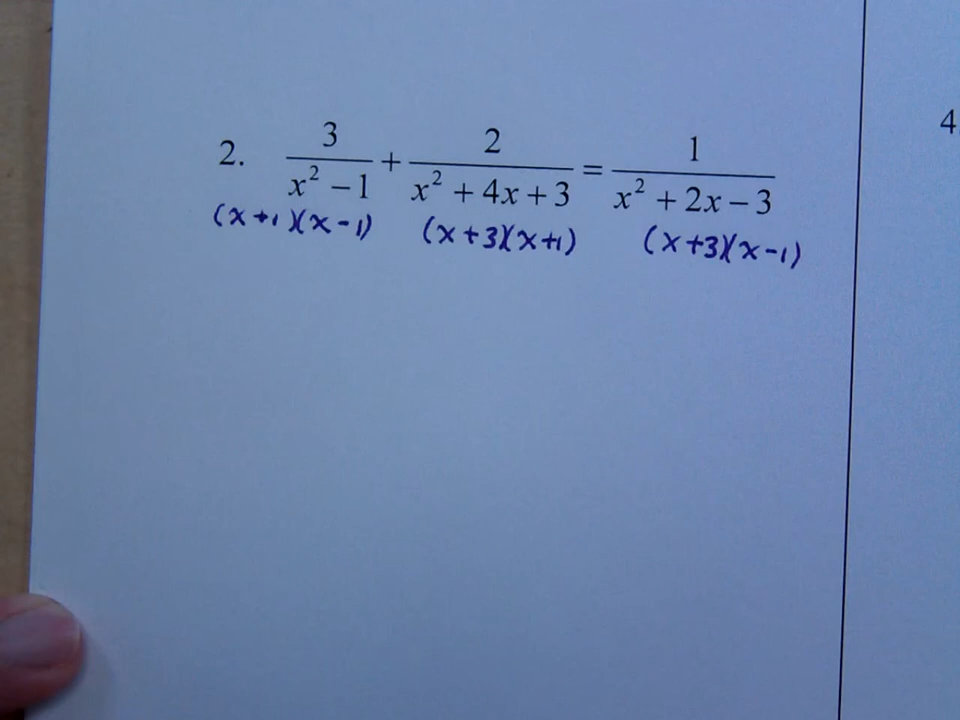 2. 3/(x² − 1) + 2/(x² + 4x + 3) = 1/(x² + 2x − 3)
(x+1)(x-1) (x+3)(x+1) (x+3)(x-1)
4